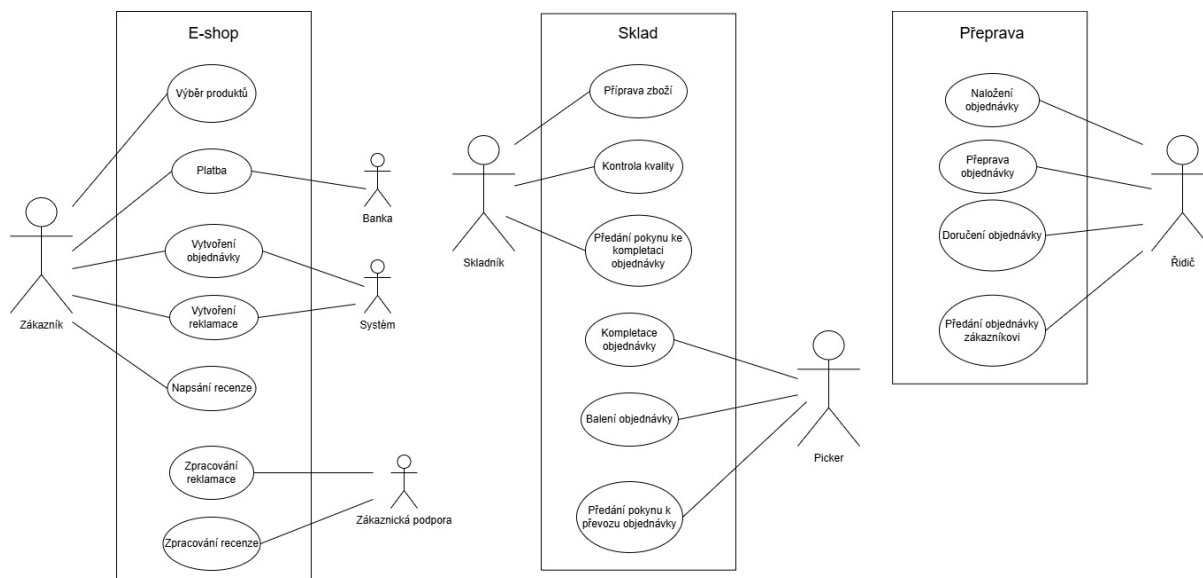 E-shop
Výběr produktů
Platba
Banka
Vytvoření
objednávky
Zákazník
Vytvoření
reklamace
Systém
Napsání recenze
Zpracování
reklamace
Zákaznická podpora
Zpracování recenze
Sklad
Příprava zboží
Kontrola kvality
Skladník
Předání pokynu ke
kompletaci
objednávky
Kompletace
objednávky
Balení objednávky
Picker
Předání pokynu k
převozu objednávky
Přeprava
Naložení
objednávky
Přeprava
objednávky
Doručení objednávky
Řidič
Předání objednávky
zákazníkovi